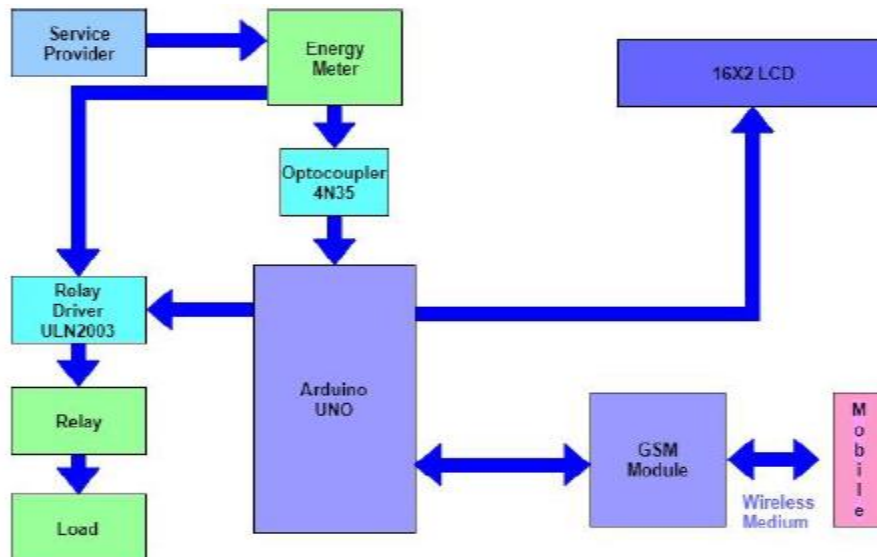 Service
Provider
Energy
Meter
16X2 LCD
Optocoupler
4N35
Relay
Driver
ULN2003
Arduino
UNO
Relay
GSM
Module
Mobile
Wireless
Medium
Load